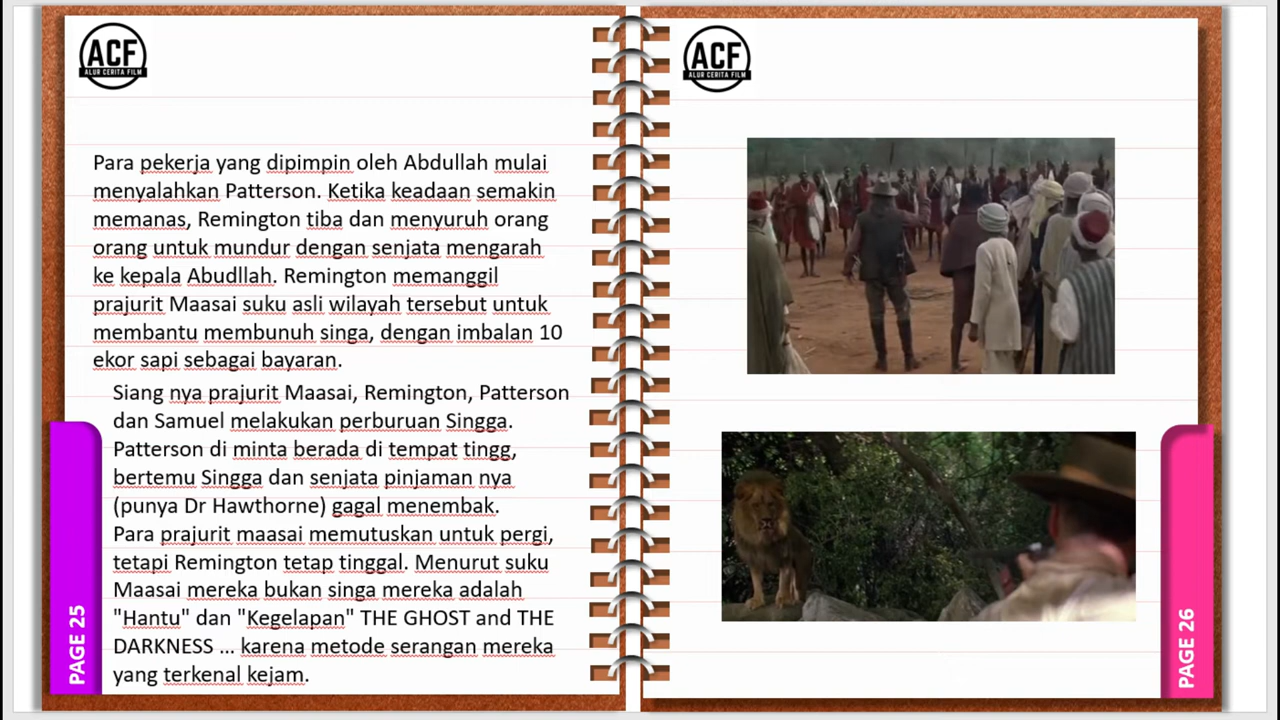 ACF
ALUR CERITA FILM
Para pekerja yang dipimpin oleh Abdullah mulai
menyalahkan Patterson. Ketika keadaan semakin
memanas, Remington tiba dan menyuruh orang
orang untuk mundur dengan senjata mengarah
ke kepala Abudllah. Remington memanggil
prajurit Maasai suku asli wilayah tersebut untuk
membantu membunuh singa, dengan imbalan 10
ekor sapi sebagai bayaran.
Siang nya prajurit Maasai, Remington, Patterson
dan Samuel melakukan perburuan Singga.
Patterson di minta berada di tempat tingg,
bertemu Singga dan senjata pinjaman nya
(punya Dr Hawthorne) gagal menembak.
Para prajurit maasai memutuskan untuk pergi,
tetapi Remington tetap tinggal. Menurut suku
Maasai mereka bukan singa mereka adalah
"Hantu" dan "Kegelapan" THE GHOST and THE
DARKNESS ... karena metode serangan mereka
yang terkenal kejam.
PAGE 25
ACF
ALUR CERITA FILM
PAGE 26